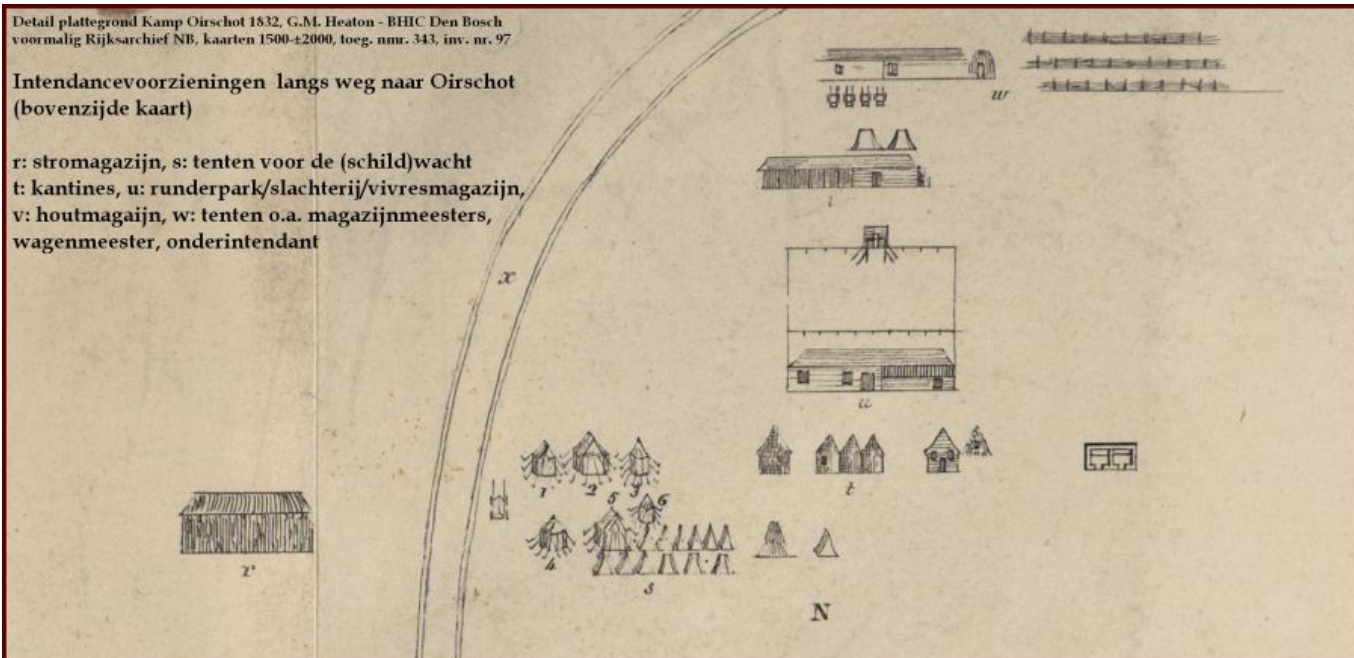 Detail plattegrond Kamp Oirschot 1832, G.M. Heaton - BHIC Den Bosch
voormalig Rijksarchief NB, kaarten 1500-±2000, toeg. nmr. 343, inv. nr. 97
Intendancevoorzieningen langs weg naar Oirschot
(bovenzijde kaart)
r: stromagazijn, s: tenten voor de (schild)wacht
t: kantines, u: runderpark/slachterij/vivresmagazijn,
v: houtmagaijn, w: tenten o.a. magazijnmeesters,
wagenmeester, onderintendant
w
x
u
1 2 3
5 6
t
4
r
s
N